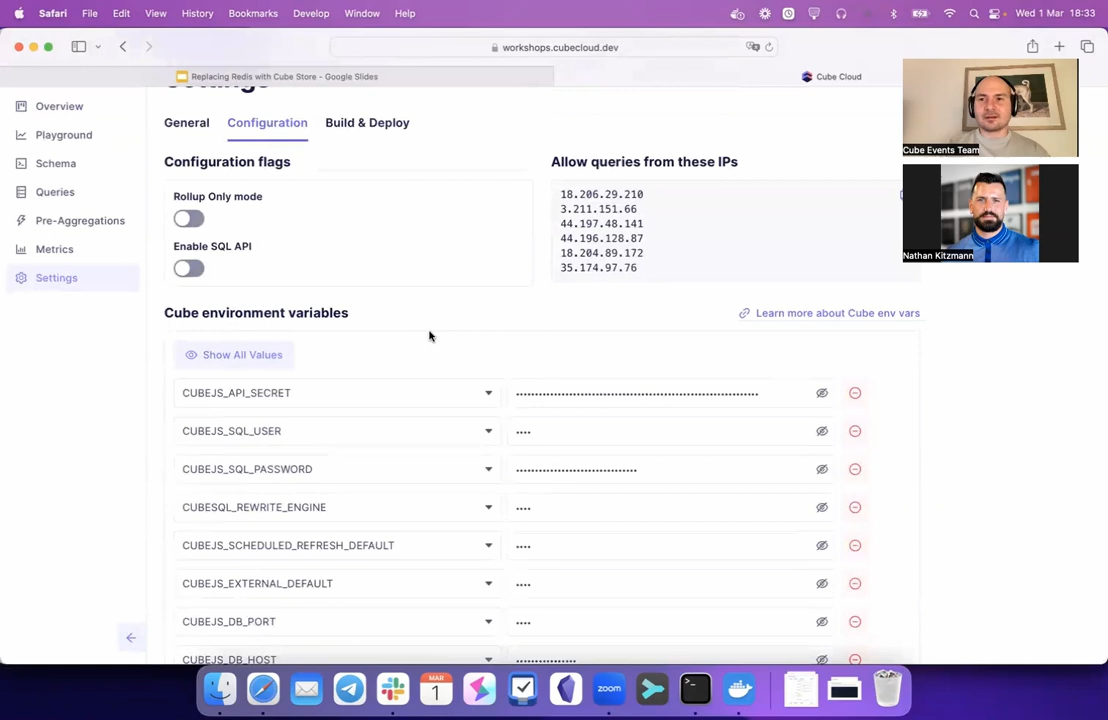 Safari File Edit View History Bookmarks Develop Window Help Wed 1 Mar 18:33
workshops.cubecloud.dev
Replacing Redis with Cube Store - Google Slides Cube Cloud
Settings
Overview
Playground
Schema
Queries
Pre-Aggregations
Metrics
Settings
General Configuration Build & Deploy
Configuration flags
Rollup Only mode
Enable SQL API
Allow queries from these IPs
18.206.29.210
3.211.151.66
44.197.48.141
44.196.128.87
18.204.89.172
35.174.97.76
Cube Events Team
Nathan Kitzmann
Cube environment variables Learn more about Cube env vars
Show All Values
CUBEJS_API_SECRET
CUBEJS_SQL_USER
CUBEJS_SQL_PASSWORD
CUBESQL_REWRITE_ENGINE
CUBEJS_SCHEDULED_REFRESH_DEFAULT
CUBEJS_EXTERNAL_DEFAULT
CUBEJS_DB_PORT
CUBEJS_DB_HOST
MAR
1